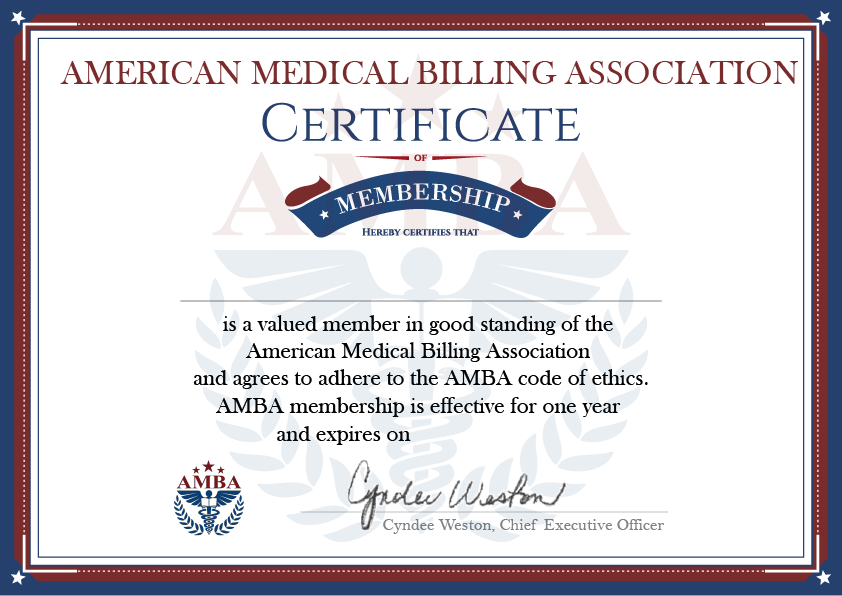 AMERICAN MEDICAL BILLING ASSOCIATION
CERTIFICATE
OF
MEMBERSHIP
HEREBY CERTIFIES THAT
is a valued member in good standing of the
American Medical Billing Association
and agrees to adhere to the AMBA code of ethics.
AMBA membership is effective for one year
and expires on
AMBA
Cyndee Weston
Cyndee Weston, Chief Executive Officer
AMBA